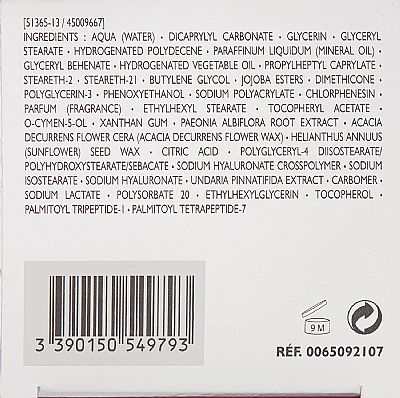 [51365-13 / 45009667]
INGREDIENTS : AQUA (WATER) • DICAPRYLYL CARBONATE • GLYCERIN • GLYCERYL
STEARATE • HYDROGENATED POLYDECENE • PARAFFINUM LIQUIDUM (MINERAL OIL) •
GLYCERYL BEHENATE • HYDROGENATED VEGETABLE OIL • PROPYLHEPTYL CAPRYLATE •
STEARETH-2 • STEARETH-21 • BUTYLENE GLYCOL • JOJOBA ESTERS • DIMETHICONE •
POLYGLYCERIN-3 • PHENOXYETHANOL • SODIUM POLYACRYLATE • CHLORPHENESIN •
PARFUM (FRAGRANCE) • ETHYLHEXYL STEARATE • TOCOPHERYL ACETATE •
O-CYMEN-5-OL • XANTHAN GUM • PAEONIA ALBIFLORA ROOT EXTRACT • ACACIA
DECURRENS FLOWER CERA (ACACIA DECURRENS FLOWER WAX) • HELIANTHUS ANNUUS
(SUNFLOWER) SEED WAX • CITRIC ACID • POLYGLYCERYL-4 DIISOSTEARATE/
POLYHYDROXYSTEARATE/SEBACATE • SODIUM HYALURONATE CROSSPOLYMER • SODIUM
ISOSTEARATE • SODIUM HYALURONATE • UNDARIA PINNATIFIDA EXTRACT • CARBOMER •
SODIUM LACTATE • POLYSORBATE 20 • ETHYLHEXYLGLYCERIN • TOCOPHEROL •
PALMITOYL TRIPEPTIDE-1 • PALMITOYL TETRAPEPTIDE-7
9 M
3 390150 549793
RÉF. 0065092107